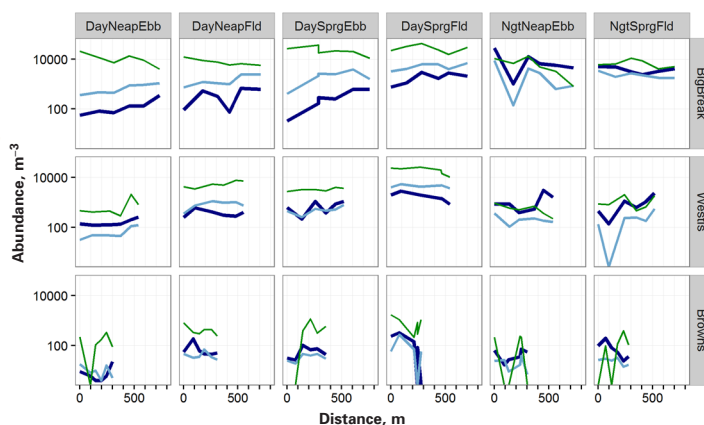 DayNeapEbb DayNeapFld DaySprgEbb DaySprgFld NgtNeapEbb NgtSprgFld
10000
100
BigBreak
10000
100
Wests
10000
100
Browns
0 500 0 500 0 500 0 500 0 500 0 500
Abundance, m⁻³
Distance, m